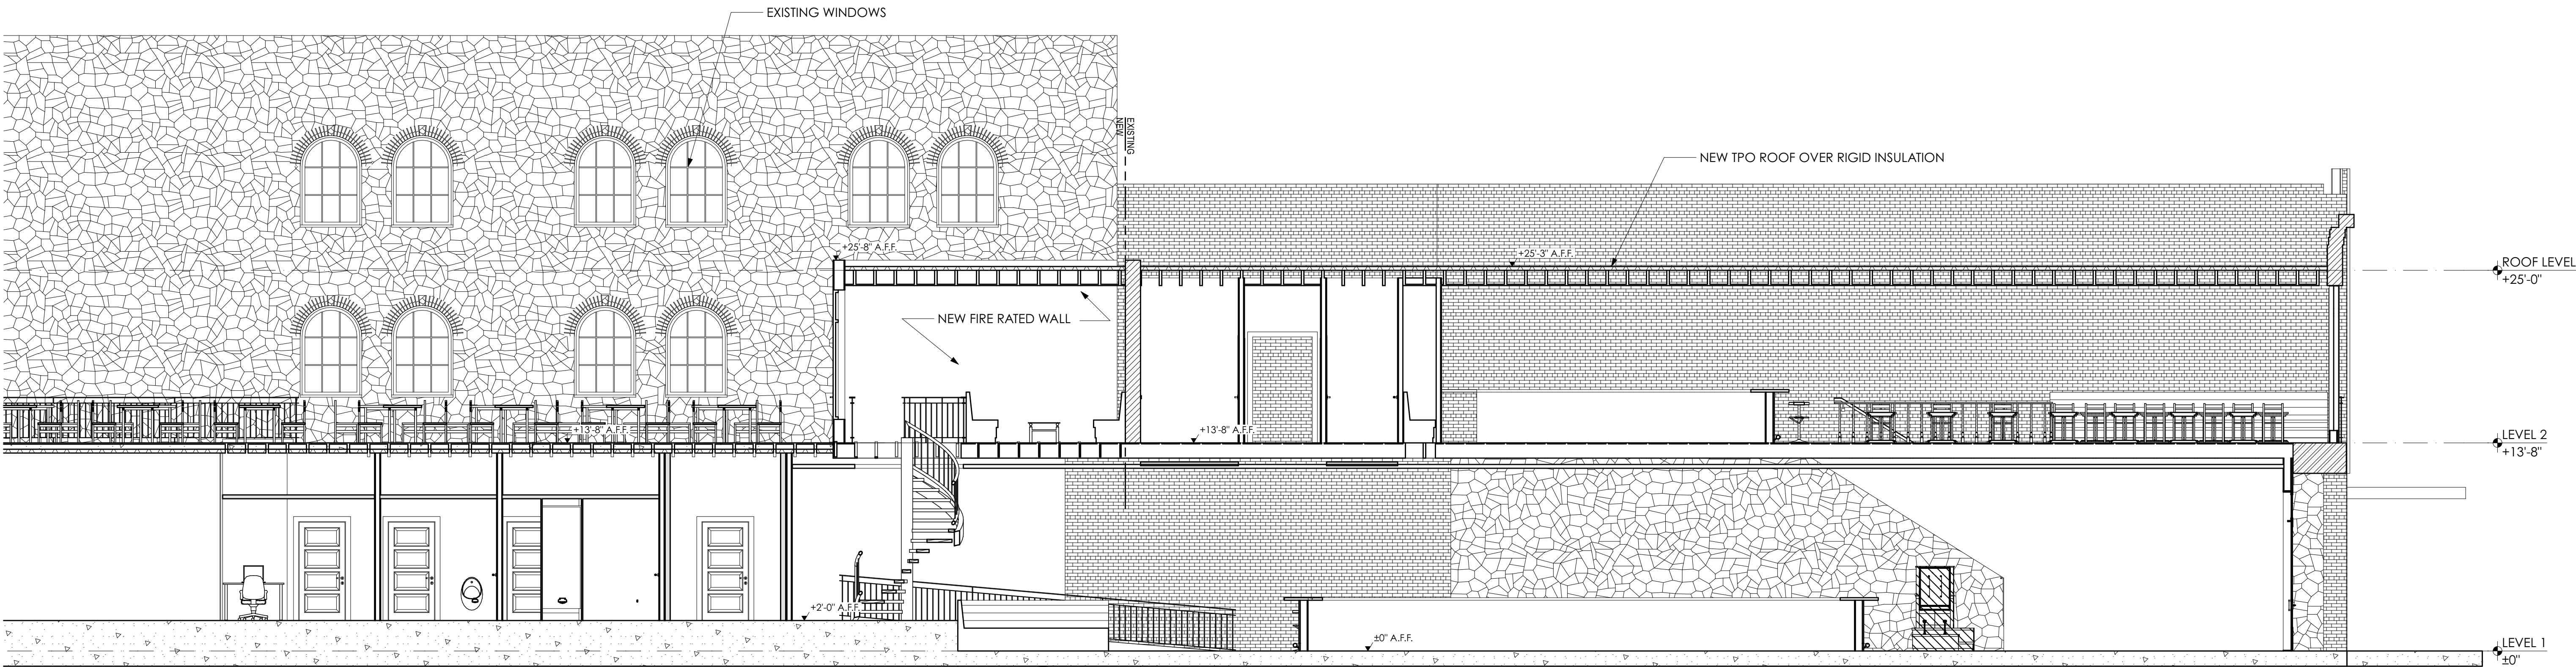 EXISTING WINDOWS
EXISTING
NEW
NEW TPO ROOF OVER RIGID INSULATION
+25'-8" A.F.F.
+25'-3" A.F.F.
ROOF LEVEL
+25'-0"
NEW FIRE RATED WALL
+13'-8" A.F.F.
+13'-8" A.F.F.
LEVEL 2
+13'-8"
+2'-0" A.F.F.
±0" A.F.F.
LEVEL 1
±0"